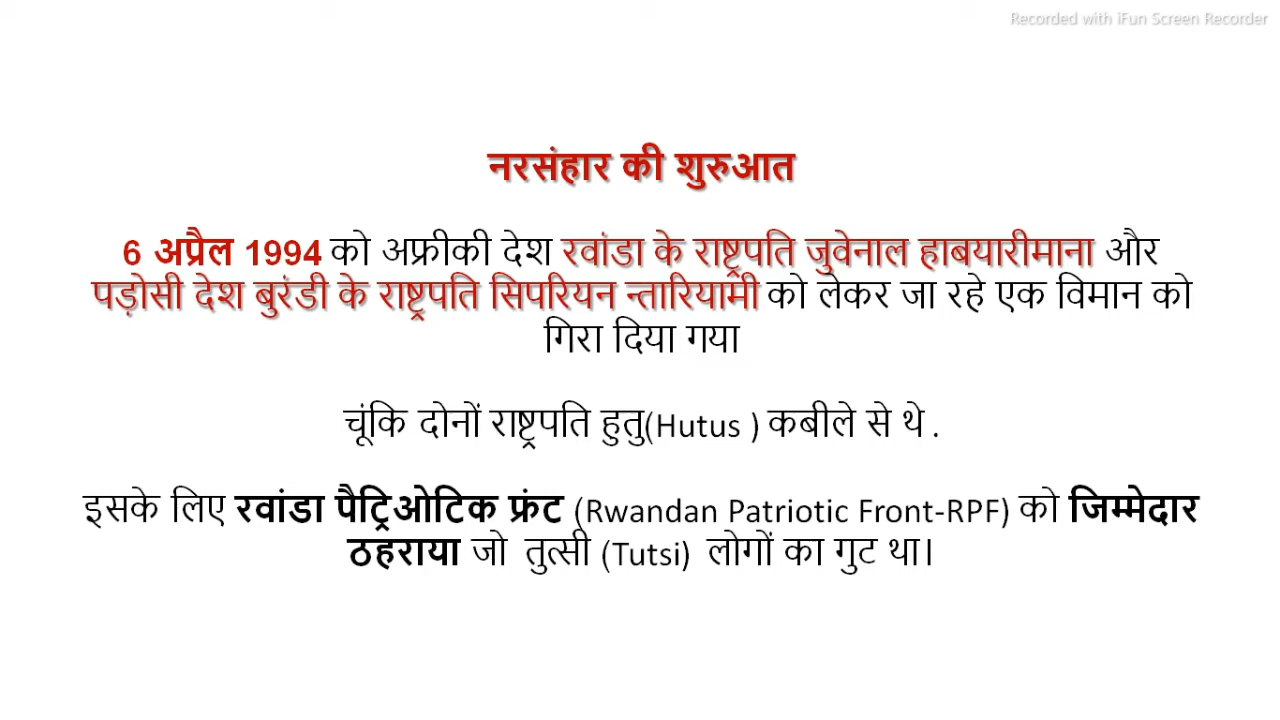 Recorded with iFun Screen Recorder
नरसंहार की शुरुआत
6 अप्रैल 1994 को अफ्रीकी देश रवांडा के राष्ट्रपति जुवेनाल हाबयारीमाना और
पड़ोसी देश बुरंडी के राष्ट्रपति सिपरियन न्तारियामी को लेकर जा रहे एक विमान को
गिरा दिया गया
चूंकि दोनों राष्ट्रपति हुतु(Hutus ) कबीले से थे .
इसके लिए रवांडा पैट्रिओटिक फ्रंट (Rwandan Patriotic Front-RPF) को जिम्मेदार
ठहराया जो तुत्सी (Tutsi) लोगों का गुट था।